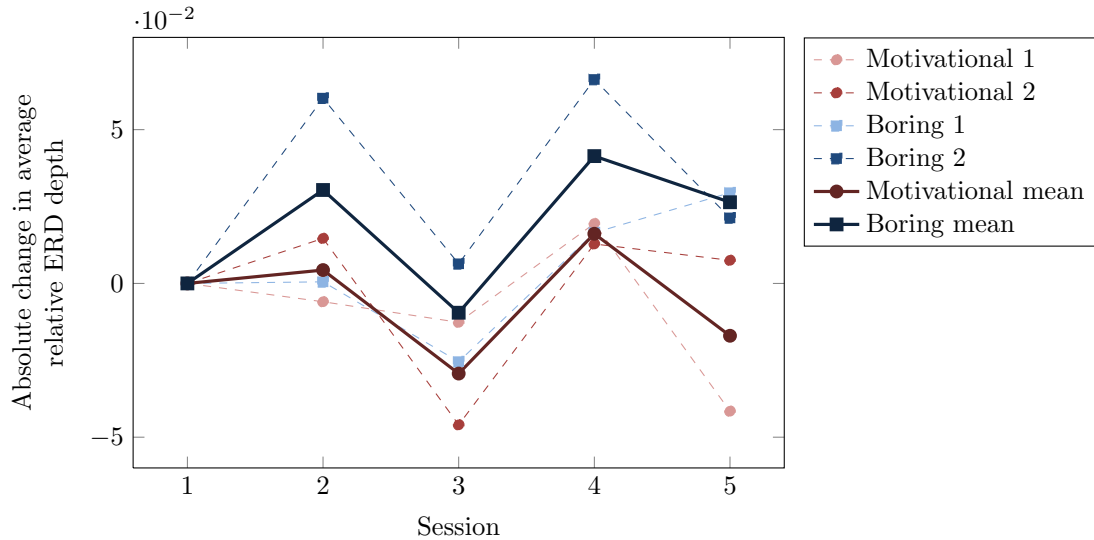 ·10⁻²
5
0
−5
Absolute change in average
relative ERD depth
1 2 3 4 5
Session
Motivational 1
Motivational 2
Boring 1
Boring 2
Motivational mean
Boring mean